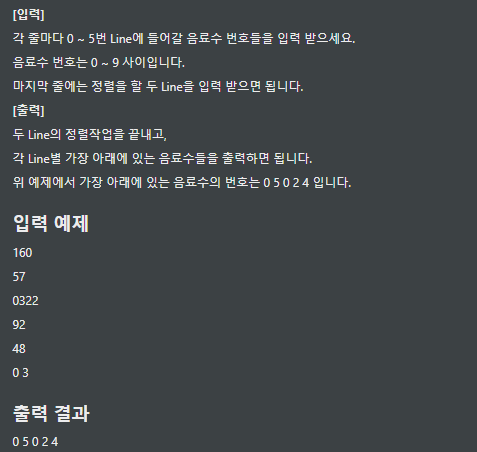 [입력]
각 줄마다 0 ~ 5번 Line에 들어갈 음료수 번호들을 입력 받으세요.
음료수 번호는 0 ~ 9 사이입니다.
마지막 줄에는 정렬을 할 두 Line을 입력 받으면 됩니다.
[출력]
두 Line의 정렬작업을 끝내고,
각 Line별 가장 아래에 있는 음료수들을 출력하면 됩니다.
위 예제에서 가장 아래에 있는 음료수의 번호는 0 5 0 2 4 입니다.
입력 예제
160
57
0322
92
48
0 3
출력 결과
0 5 0 2 4